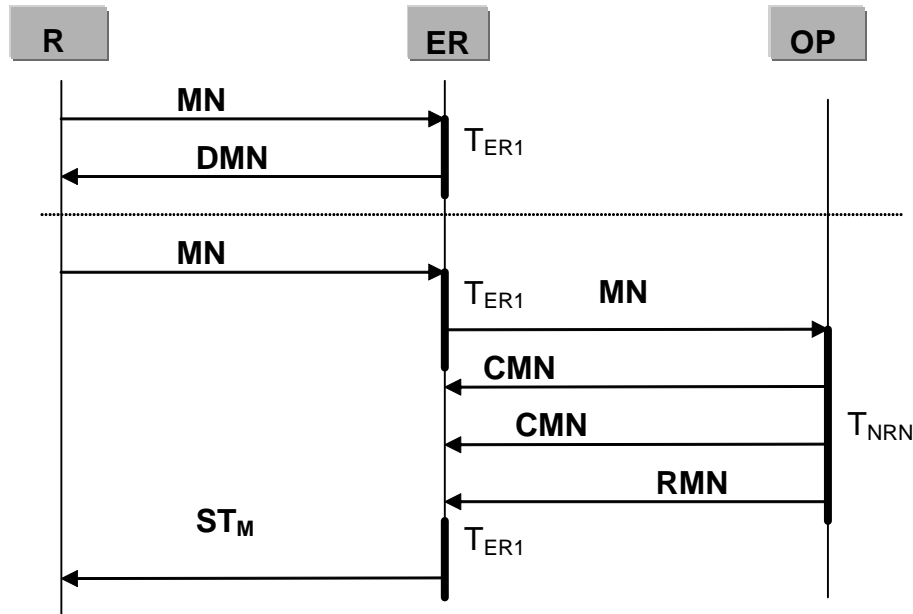 R ER OP
MN
T_ER1
DMN
MN
T_ER1
MN
CMN
CMN
T_NRN
RMN
ST_M
T_ER1